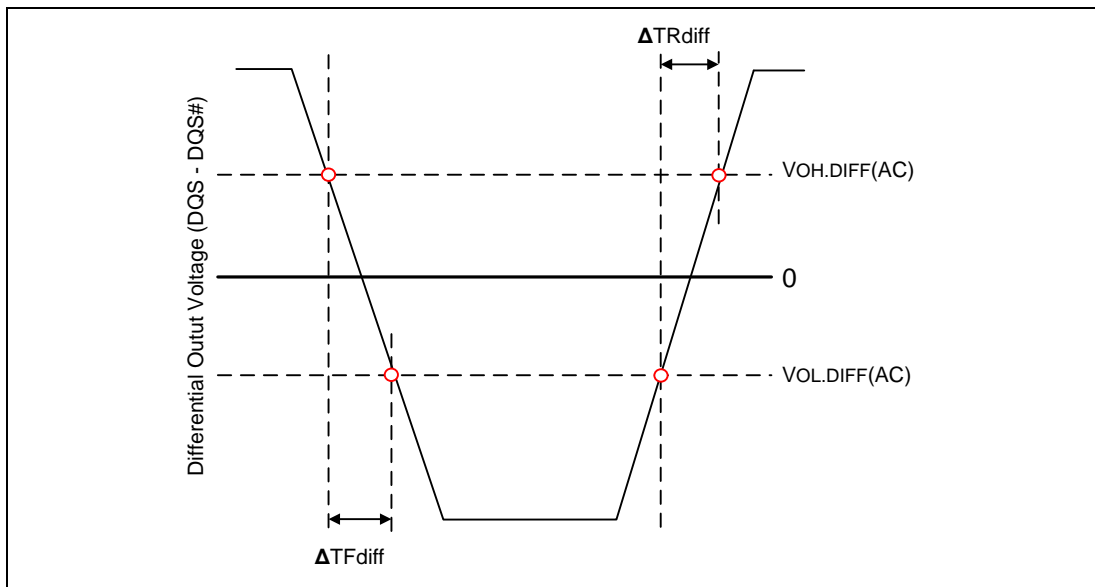 ΔTRdiff
Differential Outut Voltage (DQS - DQS#)
VOH.DIFF(AC)
0
VOL.DIFF(AC)
ΔTFdiff